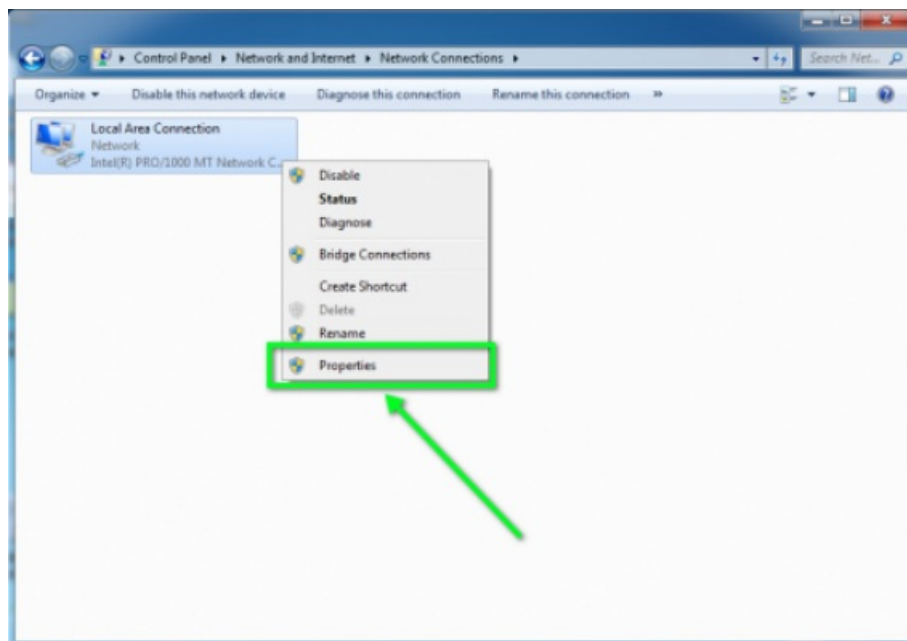 Control Panel Network and Internet Network Connections Search Net...
Organize Disable this network device Diagnose this connection Rename this connection »
Local Area Connection
Network
Intel(R) PRO/1000 MT Network C...
Disable
Status
Diagnose
Bridge Connections
Create Shortcut
Delete
Rename
Properties